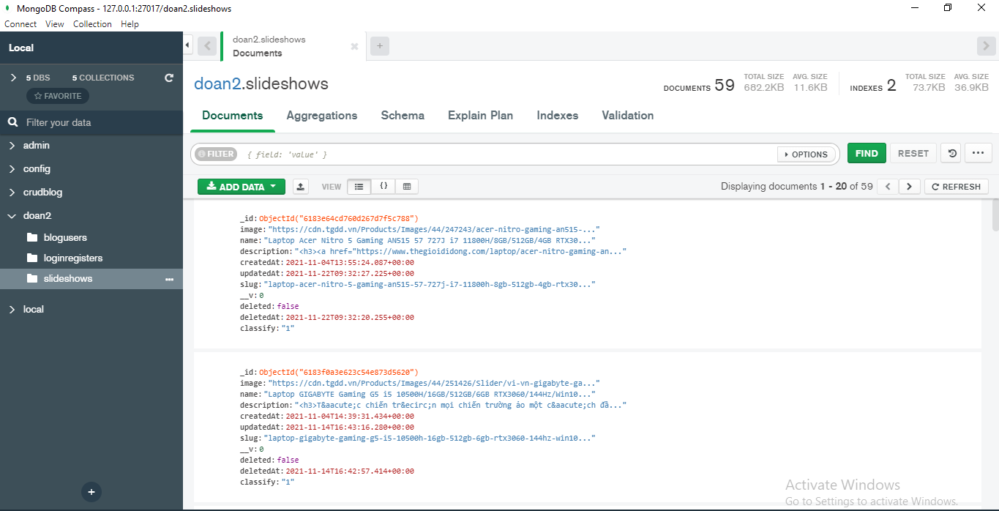 MongoDB Compass - 127.0.0.1:27017/doan2.slideshows
Connect View Collection Help
Local
5 DBS 5 COLLECTIONS
FAVORITE
Filter your data
admin
config
crudblog
doan2
blogusers
loginregisters
slideshows
local
doan2.slideshows
Documents
doan2.slideshows
DOCUMENTS 59 TOTAL SIZE 682.2KB AVG. SIZE 11.6KB INDEXES 2 TOTAL SIZE 73.7KB AVG. SIZE 36.9KB
Documents Aggregations Schema Explain Plan Indexes Validation
FILTER { field: 'value' } OPTIONS FIND RESET
ADD DATA VIEW Displaying documents 1 - 20 of 59 REFRESH
_id: ObjectId("6183e64cd760d267d7f5c788")
image: "https://cdn.tgdd.vn/Products/Images/44/247243/acer-nitro-gaming-an515-..."
name: "Laptop Acer Nitro 5 Gaming AN515 57 727J i7 11800H/8GB/512GB/4GB RTX30..."
description: "<h3><a href="https://www.thegioididong.com/laptop/acer-nitro-gaming-an..."
createdAt: 2021-11-04T13:55:24.087+00:00
updatedAt: 2021-11-22T09:32:27.225+00:00
slug: "laptop-acer-nitro-5-gaming-an515-57-727j-i7-11800h-8gb-512gb-4gb-rtx30..."
__v: 0
deleted: false
deletedAt: 2021-11-22T09:32:20.255+00:00
classify: "1"
_id: ObjectId("6183f0a3e623c54e873d5620")
image: "https://cdn.tgdd.vn/Products/Images/44/251426/Slider/vi-vn-gigabyte-ga..."
name: "Laptop GIGABYTE Gaming G5 i5 10500H/16GB/512GB/6GB RTX3060/144Hz/Win10..."
description: "<h3>T&aacute;c chiến tr&ecirc;n mọi chiến trường ảo một c&aacute;ch đầ..."
createdAt: 2021-11-04T14:39:31.434+00:00
updatedAt: 2021-11-14T16:43:16.280+00:00
slug: "laptop-gigabyte-gaming-g5-i5-10500h-16gb-512gb-6gb-rtx3060-144hz-win10..."
__v: 0
deleted: false
deletedAt: 2021-11-14T16:42:57.414+00:00
classify: "1"
Activate Windows
Go to Settings to activate Windows.